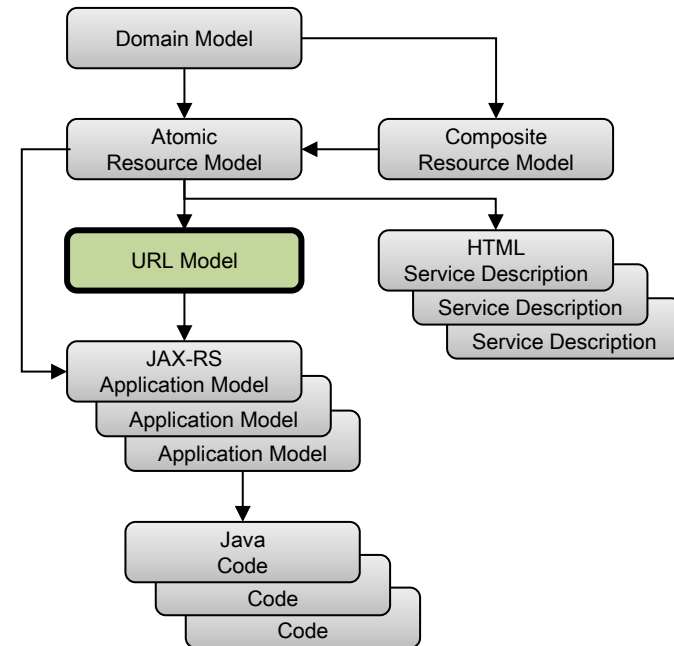 Domain Model
Atomic
Resource Model
Composite
Resource Model
URL Model
HTML
Service Description
Service Description
Service Description
JAX-RS
Application Model
Application Model
Application Model
Java
Code
Code
Code